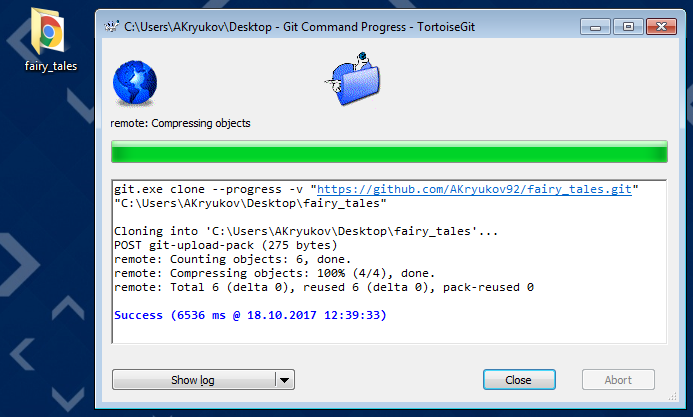 fairy_tales
C:\Users\AKryukov\Desktop - Git Command Progress - TortoiseGit
remote: Compressing objects
git.exe clone --progress -v "https://github.com/AKryukov92/fairy_tales.git"
"C:\Users\AKryukov\Desktop\fairy_tales"
Cloning into 'C:\Users\AKryukov\Desktop\fairy_tales'...
POST git-upload-pack (275 bytes)
remote: Counting objects: 6, done.
remote: Compressing objects: 100% (4/4), done.
remote: Total 6 (delta 0), reused 6 (delta 0), pack-reused 0
Success (6536 ms @ 18.10.2017 12:39:33)
Show log
Close
Abort